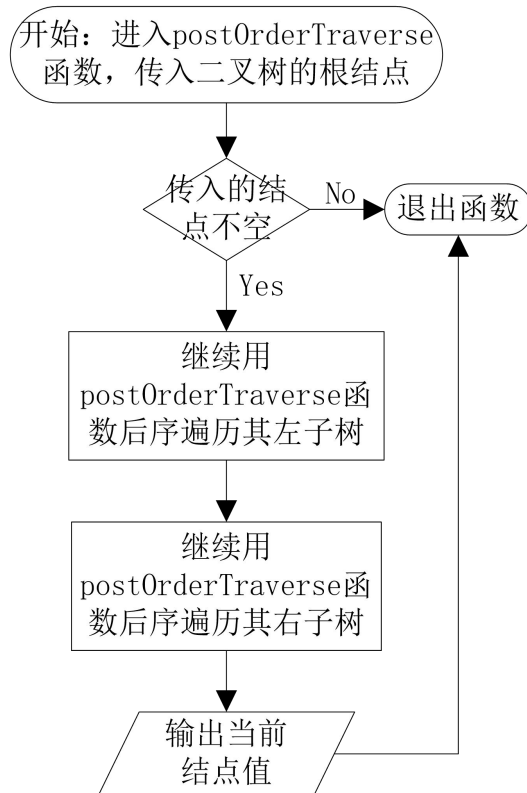 开始：进入postOrderTraverse
函数，传入二叉树的根结点
传入的结
点不空
No
退出函数
Yes
继续用
postOrderTraverse函
数后序遍历其左子树
继续用
postOrderTraverse函
数后序遍历其右子树
输出当前
结点值